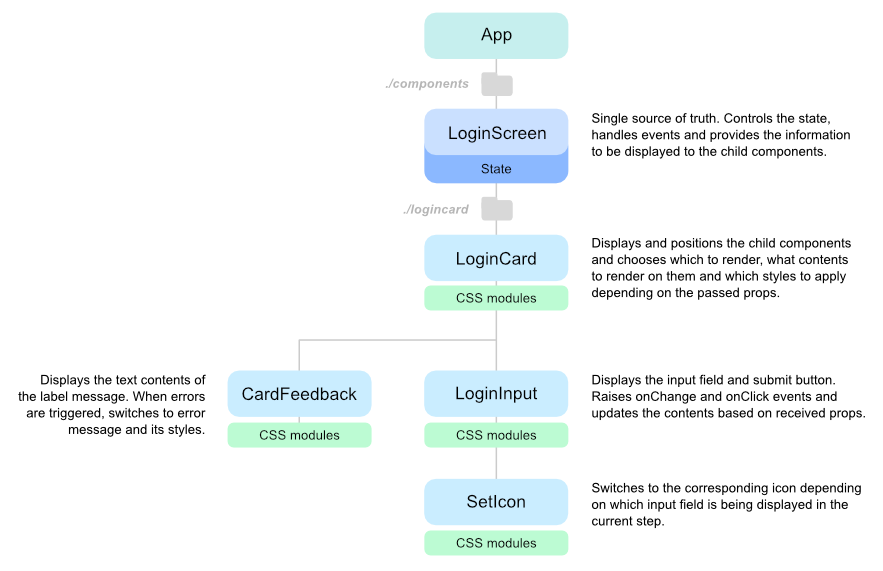 App
./components
LoginScreen
State
Single source of truth. Controls the state,
handles events and provides the information
to be displayed to the child components.
./logincard
LoginCard
CSS modules
Displays and positions the child components
and chooses which to render, what contents
to render on them and which styles to apply
depending on the passed props.
Displays the text contents of
the label message. When errors
are triggered, switches to error
message and its styles.
CardFeedback
CSS modules
LoginInput
CSS modules
Displays the input field and submit button.
Raises onChange and onClick events and
updates the contents based on received props.
SetIcon
CSS modules
Switches to the corresponding icon depending
on which input field is being displayed in the
current step.